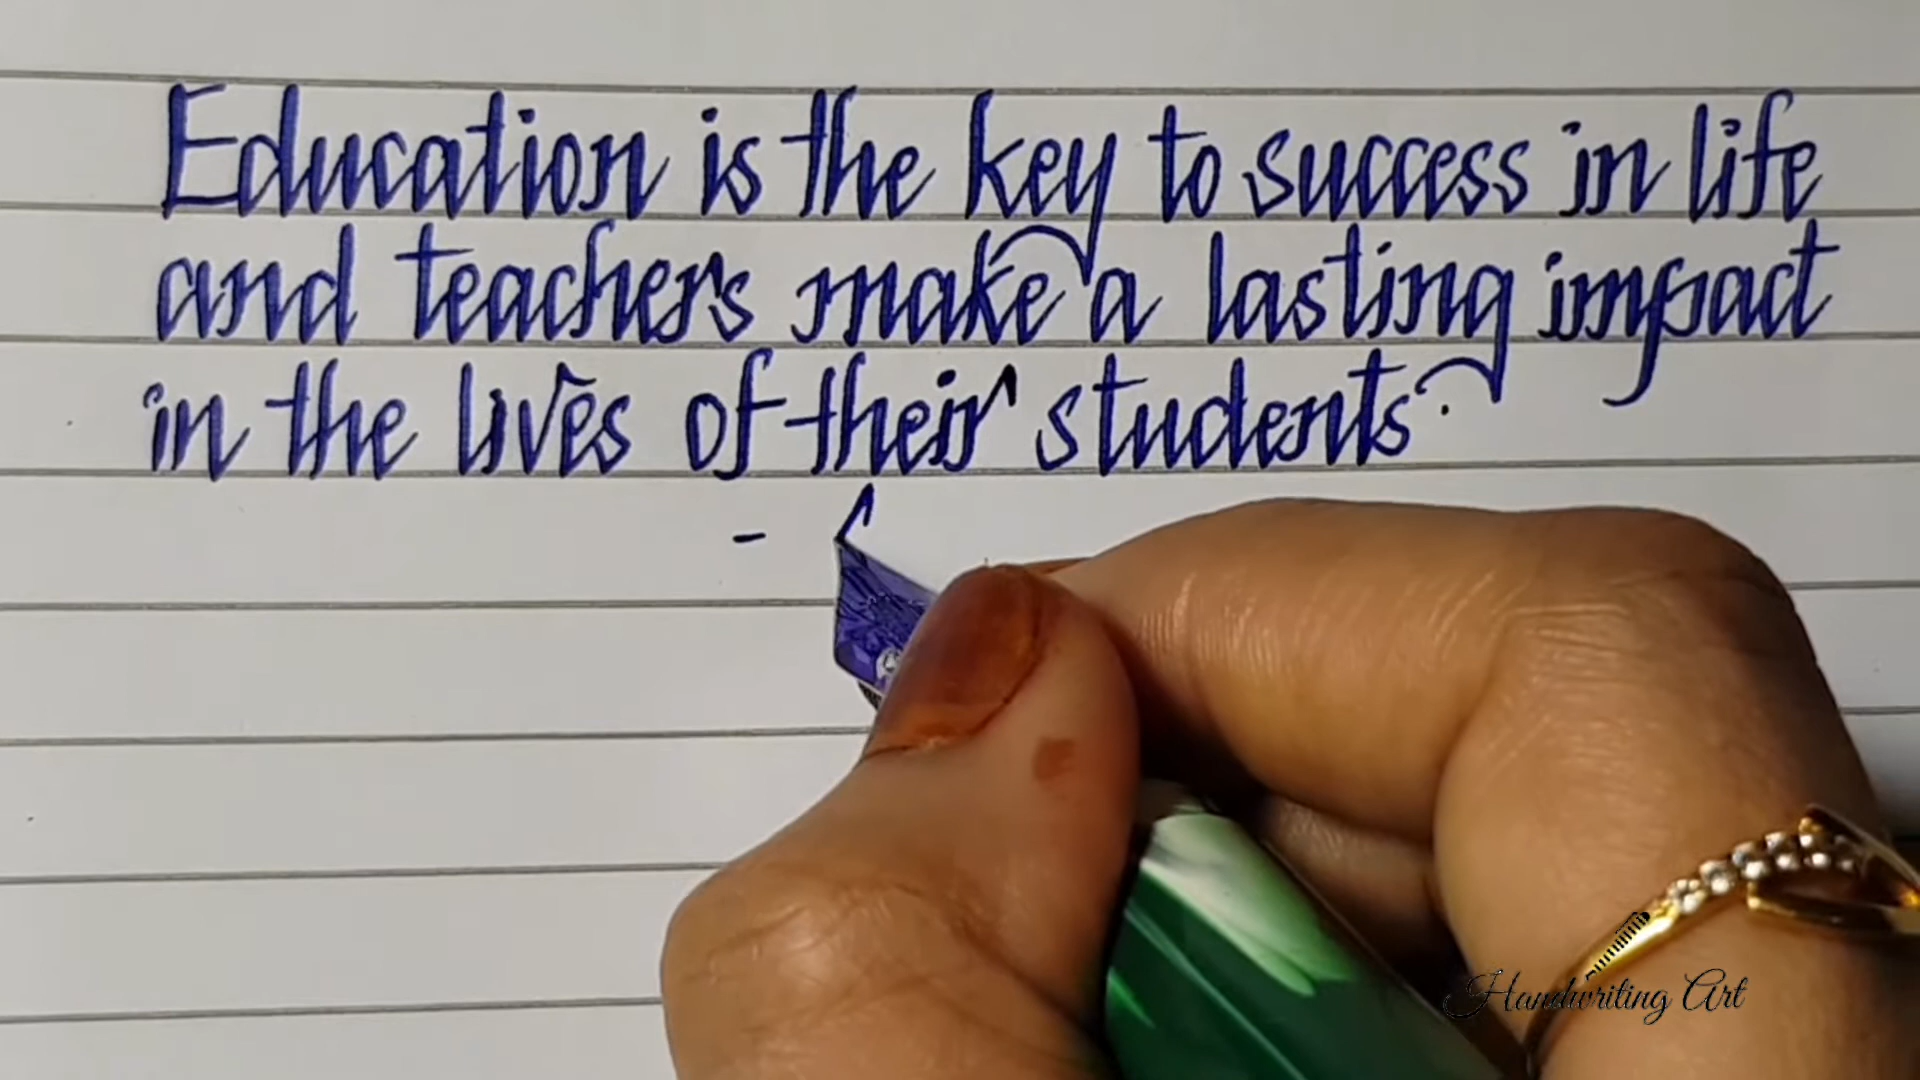 Education is the key to success in life
and teachers make a lasting impact
in the lives of their students.
-
Handwriting Art